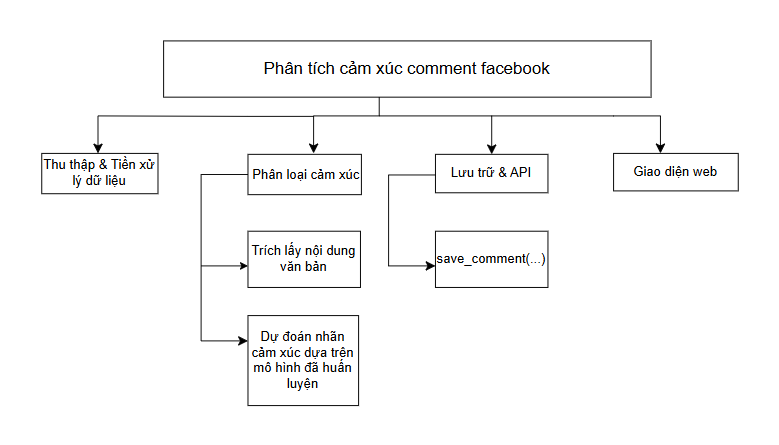 Phân tích cảm xúc comment facebook
Thu thập & Tiền xử
lý dữ liệu
Phân loại cảm xúc
Lưu trữ & API
Giao diện web
Trích lấy nội dung
văn bản
save_comment(...)
Dự đoán nhãn
cảm xúc dựa trên
mô hình đã huấn
luyện